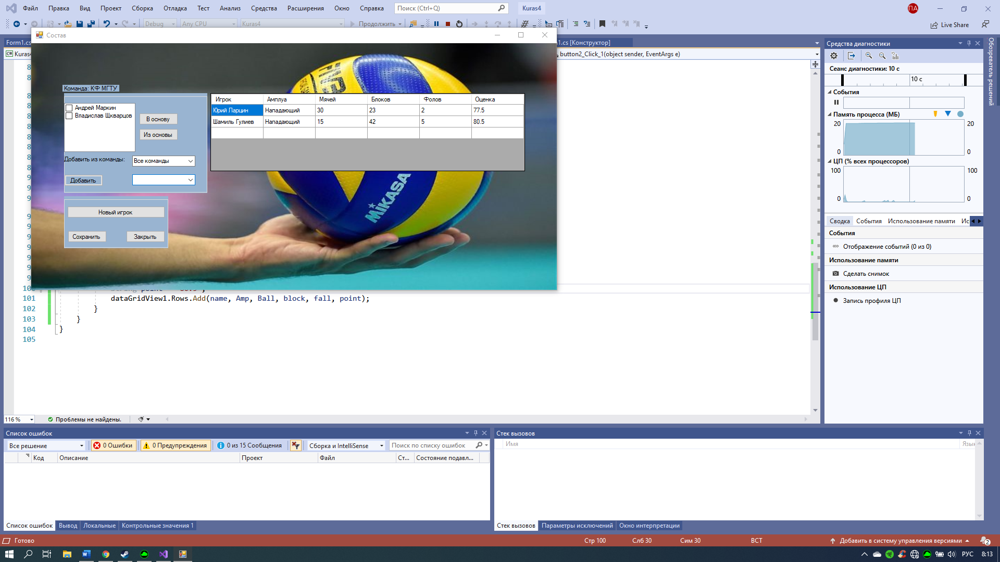 Файл Правка Вид Проект Сборка Отладка Тест Анализ Средства Расширения Окно Справка Поиск (Ctrl+Q) Kuras4 ПА
Debug Any CPU Kuras4 Продолжить Live Share
Form1.cs
1.cs [Конструктор]
Kuras4
button2_Click_1(object sender, EventArgs e)
Состав
Команда: КФ МГТУ
Андрей Маркин
Владислав Щкварцов
В основу
Из основы
Добавить из команды: Все команды
Добавить
Новый игрок
Сохранить Закрыть
Игрок Амплуа Мячей Блоков Фолов Оценка
Юрий Ларцин Нападающий 30 23 2 77.5
Шамиль Гулиев Нападающий 15 42 5 80.5
MIKASA
101 dataGridView1.Rows.Add(name, Amp, Ball, block, fall, point);
102 }
103 }
104 }
105
116 % Проблемы не найдены.
Средства диагностики
Сеанс диагностики: 10 с
10 с
События
Память процесса (МБ)
20 20
0 0
ЦП (% всех процессоров)
100 100
0 0
Сводка События Использование памяти Ис
События
Отображение событий (0 из 0)
Использование памяти
Сделать снимок
Использование ЦП
Запись профиля ЦП
Обозреватель решений
Список ошибок
Все решение 0 Ошибки 0 Предупреждения 0 из 15 Сообщения Сборка и IntelliSense Поиск по списку ошибок
Код Описание Проект Файл Ст... Состояние подавл...
Список ошибок Вывод Локальные Контрольные значения 1
Стек вызовов
Имя Язык
Стек вызовов Параметры исключений Окно интерпретации
Готово Стр 100 Слб 30 Сим 30 ВСТ Добавить в систему управления версиями 2
РУС 8:13